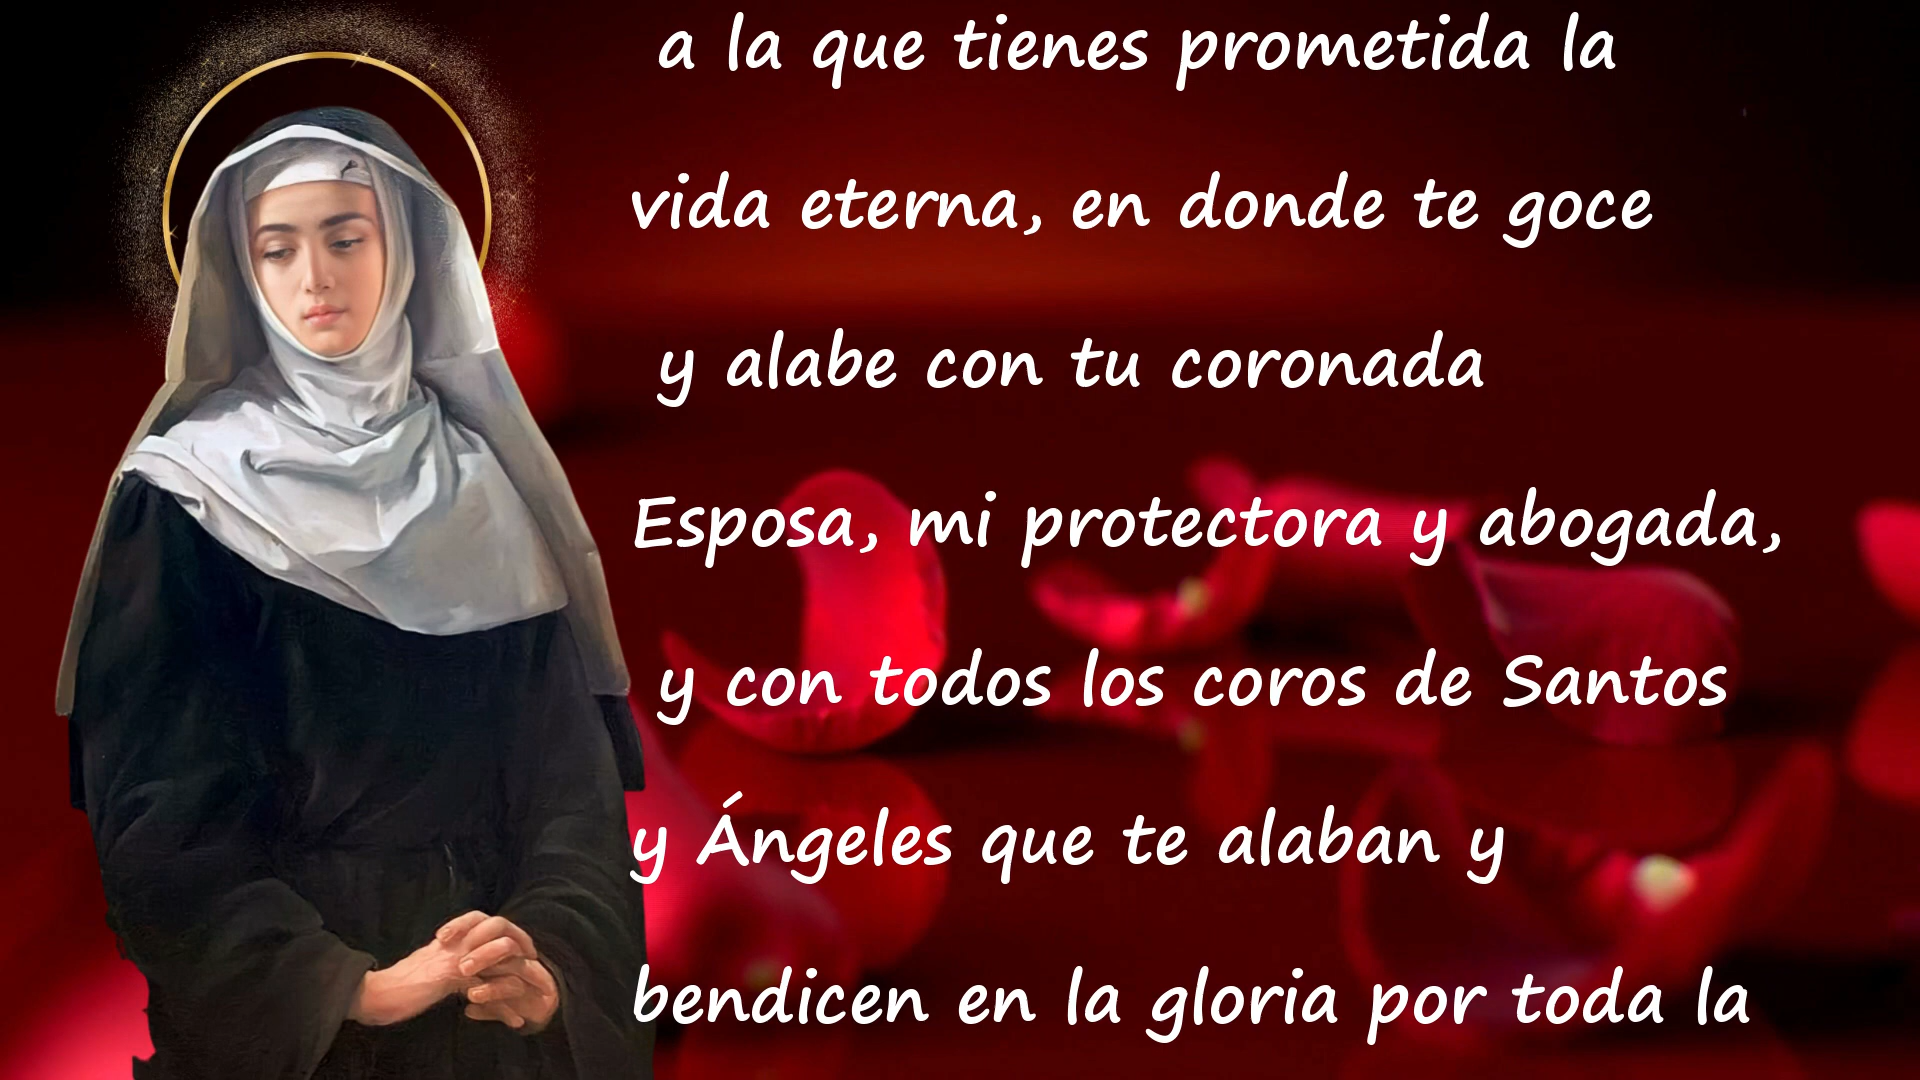 a la que tienes prometida la
vida eterna, en donde te goce
y alabe con tu coronada
Esposa, mi protectora y abogada,
y con todos los coros de Santos
y Ángeles que te alaban y
bendicen en la gloria por toda la